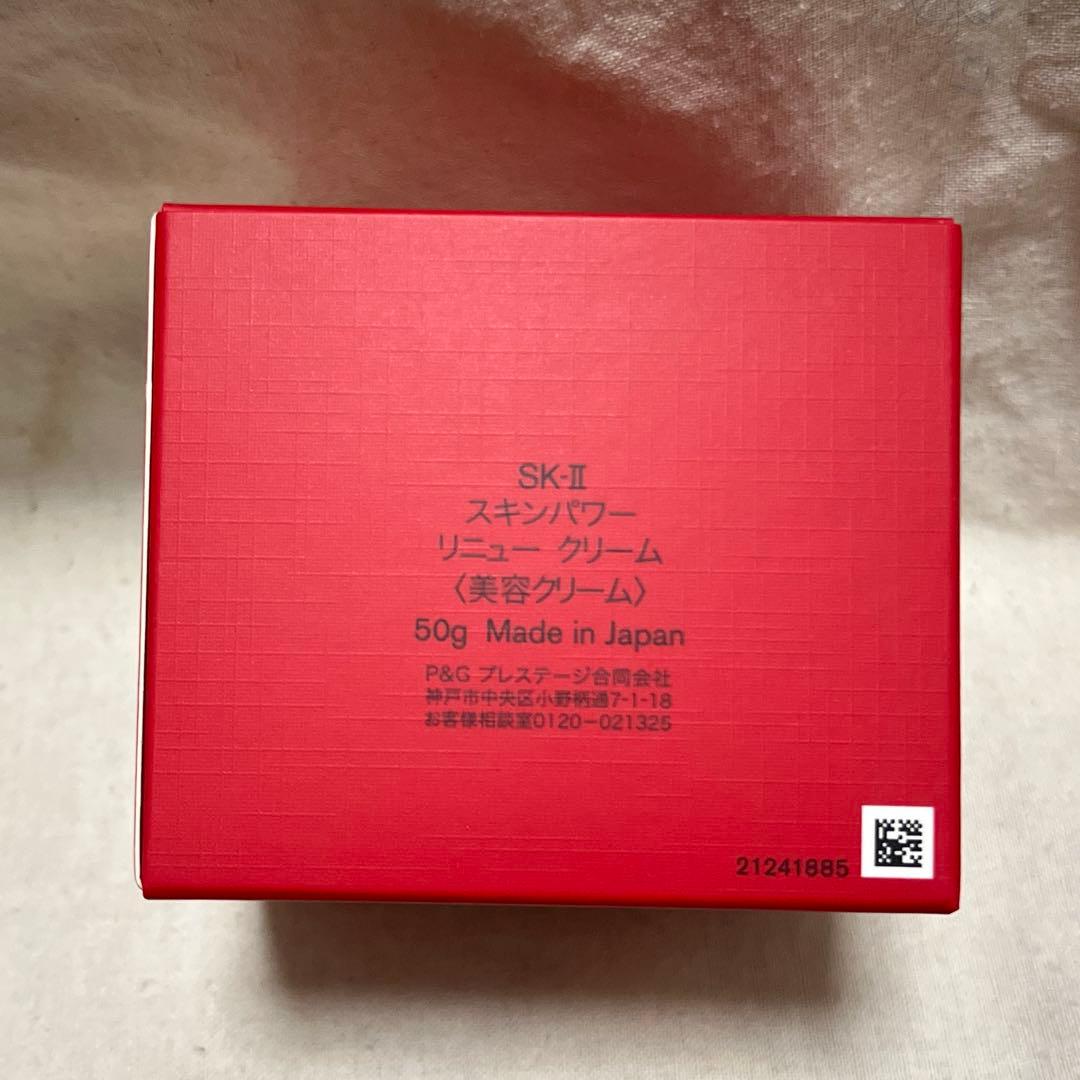 SK-Ⅱ
スキンパワー
リニュー クリーム
〈美容クリーム〉
50g Made in Japan
P&G プレステージ合同会社
神戸市中央区小野柄通7-1-18
お客様相談室0120-021325
21241885